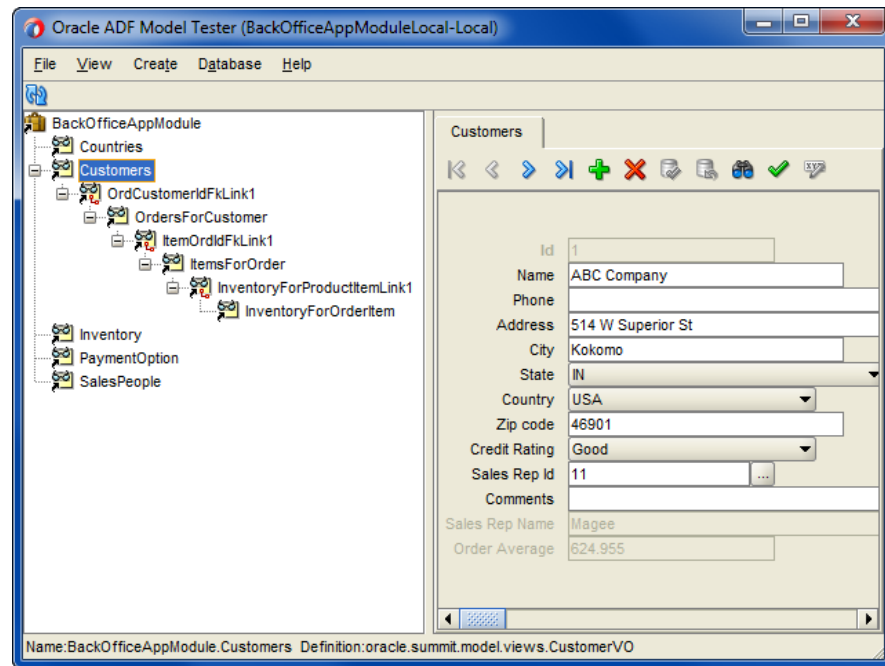 Oracle ADF Model Tester (BackOfficeAppModuleLocal-Local)
File View Create Database Help
BackOfficeAppModule
Countries
Customers
OrdCustomerIdFkLink1
OrdersForCustomer
ItemOrdIdFkLink1
ItemsForOrder
InventoryForProductItemLink1
InventoryForOrderItem
Inventory
PaymentOption
SalesPeople
Customers
Id 1
Name ABC Company
Phone
Address 514 W Superior St
City Kokomo
State IN
Country USA
Zip code 46901
Credit Rating Good
Sales Rep Id 11 ...
Comments
Sales Rep Name Magee
Order Average 624.955
Name:BackOfficeAppModule.Customers Definition:oracle.summit.model.views.CustomerVO